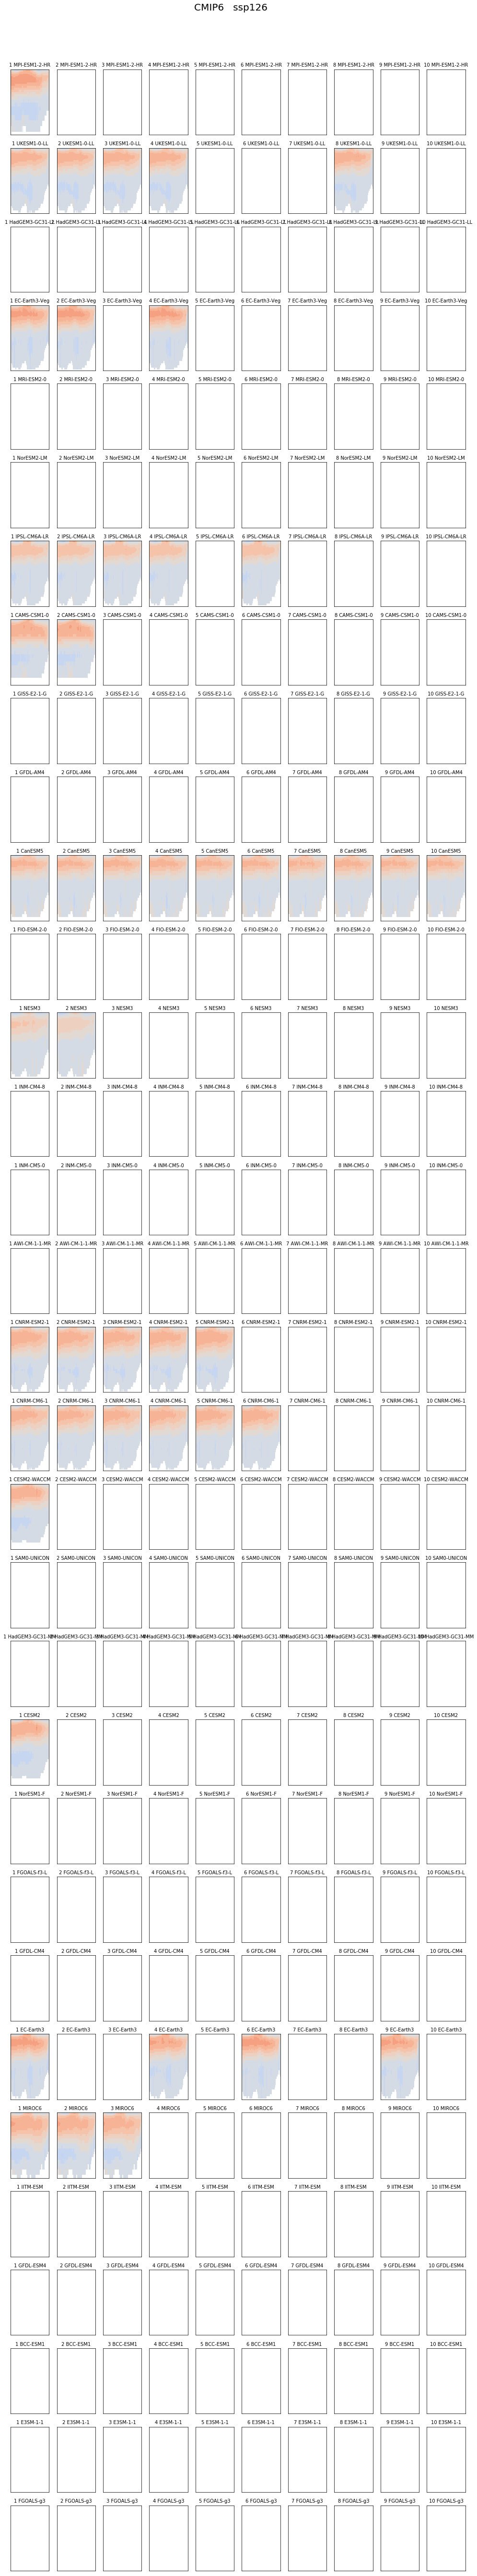 CMIP6 ssp126
1 MPI-ESM1-2-HR 2 MPI-ESM1-2-HR 3 MPI-ESM1-2-HR 4 MPI-ESM1-2-HR 5 MPI-ESM1-2-HR 6 MPI-ESM1-2-HR 7 MPI-ESM1-2-HR 8 MPI-ESM1-2-HR 9 MPI-ESM1-2-HR 10 MPI-ESM1-2-HR
1 UKESM1-0-LL 2 UKESM1-0-LL 3 UKESM1-0-LL 4 UKESM1-0-LL 5 UKESM1-0-LL 6 UKESM1-0-LL 7 UKESM1-0-LL 8 UKESM1-0-LL 9 UKESM1-0-LL 10 UKESM1-0-LL
1 HadGEM3-GC31-LL HadGEM3-GC31-LL HadGEM3-GC31-LL HadGEM3-GC31-LL HadGEM3-GC31-LL HadGEM3-GC31-LL HadGEM3-GC31-LL HadGEM3-GC31-LL HadGEM3-GC31-LL HadGEM3-GC31-LL
1 EC-Earth3-Veg 2 EC-Earth3-Veg 3 EC-Earth3-Veg 4 EC-Earth3-Veg 5 EC-Earth3-Veg 6 EC-Earth3-Veg 7 EC-Earth3-Veg 8 EC-Earth3-Veg 9 EC-Earth3-Veg 10 EC-Earth3-Veg
1 MRI-ESM2-0 2 MRI-ESM2-0 3 MRI-ESM2-0 4 MRI-ESM2-0 5 MRI-ESM2-0 6 MRI-ESM2-0 7 MRI-ESM2-0 8 MRI-ESM2-0 9 MRI-ESM2-0 10 MRI-ESM2-0
1 NorESM2-LM 2 NorESM2-LM 3 NorESM2-LM 4 NorESM2-LM 5 NorESM2-LM 6 NorESM2-LM 7 NorESM2-LM 8 NorESM2-LM 9 NorESM2-LM 10 NorESM2-LM
1 IPSL-CM6A-LR 2 IPSL-CM6A-LR 3 IPSL-CM6A-LR 4 IPSL-CM6A-LR 5 IPSL-CM6A-LR 6 IPSL-CM6A-LR 7 IPSL-CM6A-LR 8 IPSL-CM6A-LR 9 IPSL-CM6A-LR 10 IPSL-CM6A-LR
1 CAMS-CSM1-0 2 CAMS-CSM1-0 3 CAMS-CSM1-0 4 CAMS-CSM1-0 5 CAMS-CSM1-0 6 CAMS-CSM1-0 7 CAMS-CSM1-0 8 CAMS-CSM1-0 9 CAMS-CSM1-0 10 CAMS-CSM1-0
1 GISS-E2-1-G 2 GISS-E2-1-G 3 GISS-E2-1-G 4 GISS-E2-1-G 5 GISS-E2-1-G 6 GISS-E2-1-G 7 GISS-E2-1-G 8 GISS-E2-1-G 9 GISS-E2-1-G 10 GISS-E2-1-G
1 GFDL-AM4 2 GFDL-AM4 3 GFDL-AM4 4 GFDL-AM4 5 GFDL-AM4 6 GFDL-AM4 7 GFDL-AM4 8 GFDL-AM4 9 GFDL-AM4 10 GFDL-AM4
1 CanESM5 2 CanESM5 3 CanESM5 4 CanESM5 5 CanESM5 6 CanESM5 7 CanESM5 8 CanESM5 9 CanESM5 10 CanESM5
1 FIO-ESM-2-0 2 FIO-ESM-2-0 3 FIO-ESM-2-0 4 FIO-ESM-2-0 5 FIO-ESM-2-0 6 FIO-ESM-2-0 7 FIO-ESM-2-0 8 FIO-ESM-2-0 9 FIO-ESM-2-0 10 FIO-ESM-2-0
1 NESM3 2 NESM3 3 NESM3 4 NESM3 5 NESM3 6 NESM3 7 NESM3 8 NESM3 9 NESM3 10 NESM3
1 INM-CM4-8 2 INM-CM4-8 3 INM-CM4-8 4 INM-CM4-8 5 INM-CM4-8 6 INM-CM4-8 7 INM-CM4-8 8 INM-CM4-8 9 INM-CM4-8 10 INM-CM4-8
1 INM-CM5-0 2 INM-CM5-0 3 INM-CM5-0 4 INM-CM5-0 5 INM-CM5-0 6 INM-CM5-0 7 INM-CM5-0 8 INM-CM5-0 9 INM-CM5-0 10 INM-CM5-0
1 AWI-CM-1-1-MR 2 AWI-CM-1-1-MR 3 AWI-CM-1-1-MR 4 AWI-CM-1-1-MR 5 AWI-CM-1-1-MR 6 AWI-CM-1-1-MR 7 AWI-CM-1-1-MR 8 AWI-CM-1-1-MR 9 AWI-CM-1-1-MR 10 AWI-CM-1-1-MR
1 CNRM-ESM2-1 2 CNRM-ESM2-1 3 CNRM-ESM2-1 4 CNRM-ESM2-1 5 CNRM-ESM2-1 6 CNRM-ESM2-1 7 CNRM-ESM2-1 8 CNRM-ESM2-1 9 CNRM-ESM2-1 10 CNRM-ESM2-1
1 CNRM-CM6-1 2 CNRM-CM6-1 3 CNRM-CM6-1 4 CNRM-CM6-1 5 CNRM-CM6-1 6 CNRM-CM6-1 7 CNRM-CM6-1 8 CNRM-CM6-1 9 CNRM-CM6-1 10 CNRM-CM6-1
1 CESM2-WACCM 2 CESM2-WACCM 3 CESM2-WACCM 4 CESM2-WACCM 5 CESM2-WACCM 6 CESM2-WACCM 7 CESM2-WACCM 8 CESM2-WACCM 9 CESM2-WACCM 10 CESM2-WACCM
1 SAM0-UNICON 2 SAM0-UNICON 3 SAM0-UNICON 4 SAM0-UNICON 5 SAM0-UNICON 6 SAM0-UNICON 7 SAM0-UNICON 8 SAM0-UNICON 9 SAM0-UNICON 10 SAM0-UNICON
1 HadGEM3-GC31-MM HadGEM3-GC31-MM HadGEM3-GC31-MM HadGEM3-GC31-MM HadGEM3-GC31-MM HadGEM3-GC31-MM HadGEM3-GC31-MM HadGEM3-GC31-MM HadGEM3-GC31-MM HadGEM3-GC31-MM
1 CESM2 2 CESM2 3 CESM2 4 CESM2 5 CESM2 6 CESM2 7 CESM2 8 CESM2 9 CESM2 10 CESM2
1 NorESM1-F 2 NorESM1-F 3 NorESM1-F 4 NorESM1-F 5 NorESM1-F 6 NorESM1-F 7 NorESM1-F 8 NorESM1-F 9 NorESM1-F 10 NorESM1-F
1 FGOALS-f3-L 2 FGOALS-f3-L 3 FGOALS-f3-L 4 FGOALS-f3-L 5 FGOALS-f3-L 6 FGOALS-f3-L 7 FGOALS-f3-L 8 FGOALS-f3-L 9 FGOALS-f3-L 10 FGOALS-f3-L
1 GFDL-CM4 2 GFDL-CM4 3 GFDL-CM4 4 GFDL-CM4 5 GFDL-CM4 6 GFDL-CM4 7 GFDL-CM4 8 GFDL-CM4 9 GFDL-CM4 10 GFDL-CM4
1 EC-Earth3 2 EC-Earth3 3 EC-Earth3 4 EC-Earth3 5 EC-Earth3 6 EC-Earth3 7 EC-Earth3 8 EC-Earth3 9 EC-Earth3 10 EC-Earth3
1 MIROC6 2 MIROC6 3 MIROC6 4 MIROC6 5 MIROC6 6 MIROC6 7 MIROC6 8 MIROC6 9 MIROC6 10 MIROC6
1 IITM-ESM 2 IITM-ESM 3 IITM-ESM 4 IITM-ESM 5 IITM-ESM 6 IITM-ESM 7 IITM-ESM 8 IITM-ESM 9 IITM-ESM 10 IITM-ESM
1 GFDL-ESM4 2 GFDL-ESM4 3 GFDL-ESM4 4 GFDL-ESM4 5 GFDL-ESM4 6 GFDL-ESM4 7 GFDL-ESM4 8 GFDL-ESM4 9 GFDL-ESM4 10 GFDL-ESM4
1 BCC-ESM1 2 BCC-ESM1 3 BCC-ESM1 4 BCC-ESM1 5 BCC-ESM1 6 BCC-ESM1 7 BCC-ESM1 8 BCC-ESM1 9 BCC-ESM1 10 BCC-ESM1
1 E3SM-1-1 2 E3SM-1-1 3 E3SM-1-1 4 E3SM-1-1 5 E3SM-1-1 6 E3SM-1-1 7 E3SM-1-1 8 E3SM-1-1 9 E3SM-1-1 10 E3SM-1-1
1 FGOALS-g3 2 FGOALS-g3 3 FGOALS-g3 4 FGOALS-g3 5 FGOALS-g3 6 FGOALS-g3 7 FGOALS-g3 8 FGOALS-g3 9 FGOALS-g3 10 FGOALS-g3